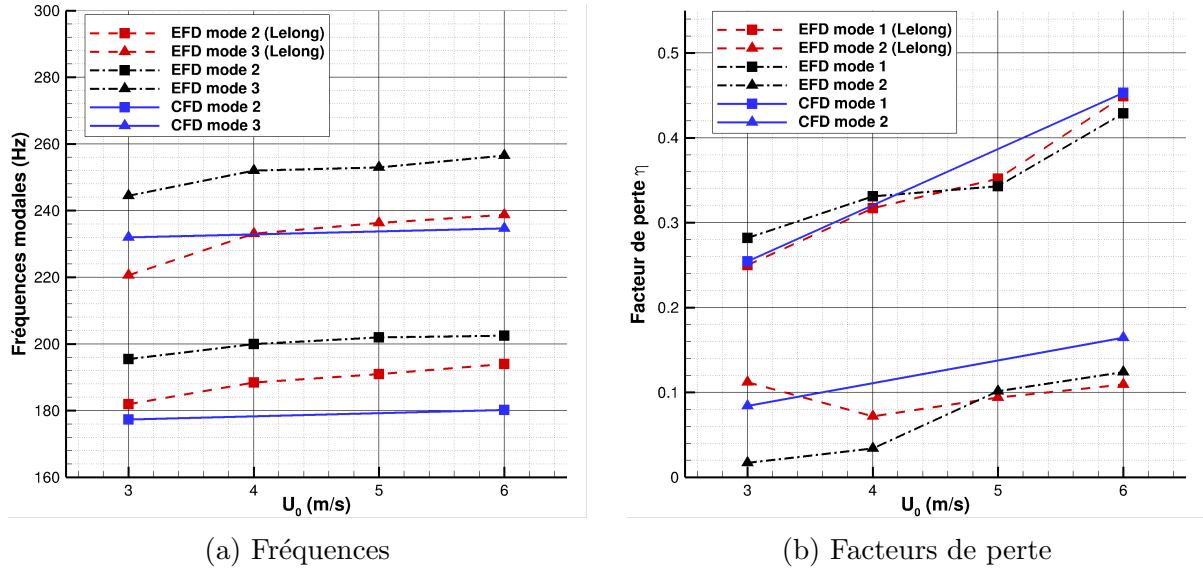 300
280
260
240
220
200
180
160
Fréquences modales (Hz)
EFD mode 2 (Lelong)
EFD mode 3 (Lelong)
EFD mode 2
EFD mode 3
CFD mode 2
CFD mode 3
3 4 5 6
U0 (m/s)
(a) Fréquences
0.5
0.4
0.3
0.2
0.1
0
Facteur de perte η
EFD mode 1 (Lelong)
EFD mode 2 (Lelong)
EFD mode 1
EFD mode 2
CFD mode 1
CFD mode 2
3 4 5 6
U0 (m/s)
(b) Facteurs de perte